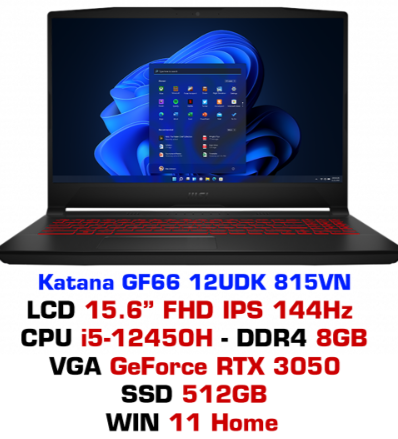 Katana GF66 12UDK 815VN
LCD 15.6” FHD IPS 144Hz
CPU i5-12450H - DDR4 8GB
VGA GeForce RTX 3050
SSD 512GB
WIN 11 Home